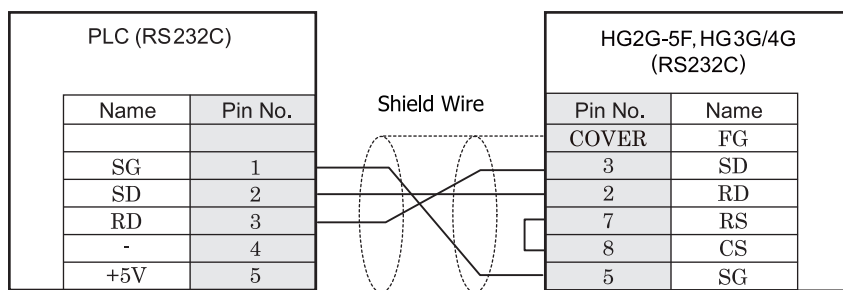 PLC (RS232C)
HG2G-5F, HG3G/4G
(RS232C)
Shield Wire
Name Pin No.
SG 1
SD 2
RD 3
- 4
+5V 5
Pin No. Name
COVER FG
3 SD
2 RD
7 RS
8 CS
5 SG